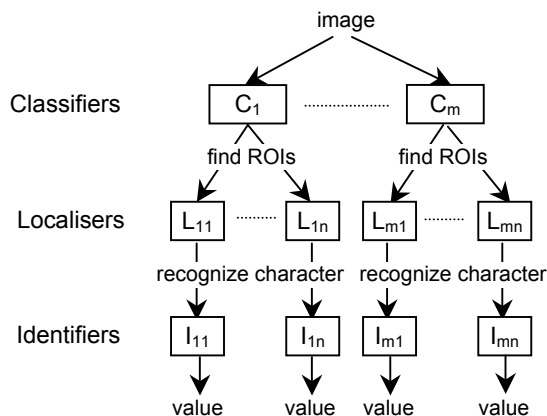 image
Classifiers C1 Cm
find ROIs find ROIs
Localisers L11 L1n Lm1 Lmn
recognize character recognize character
Identifiers I11 I1n Im1 Imn
value value value value